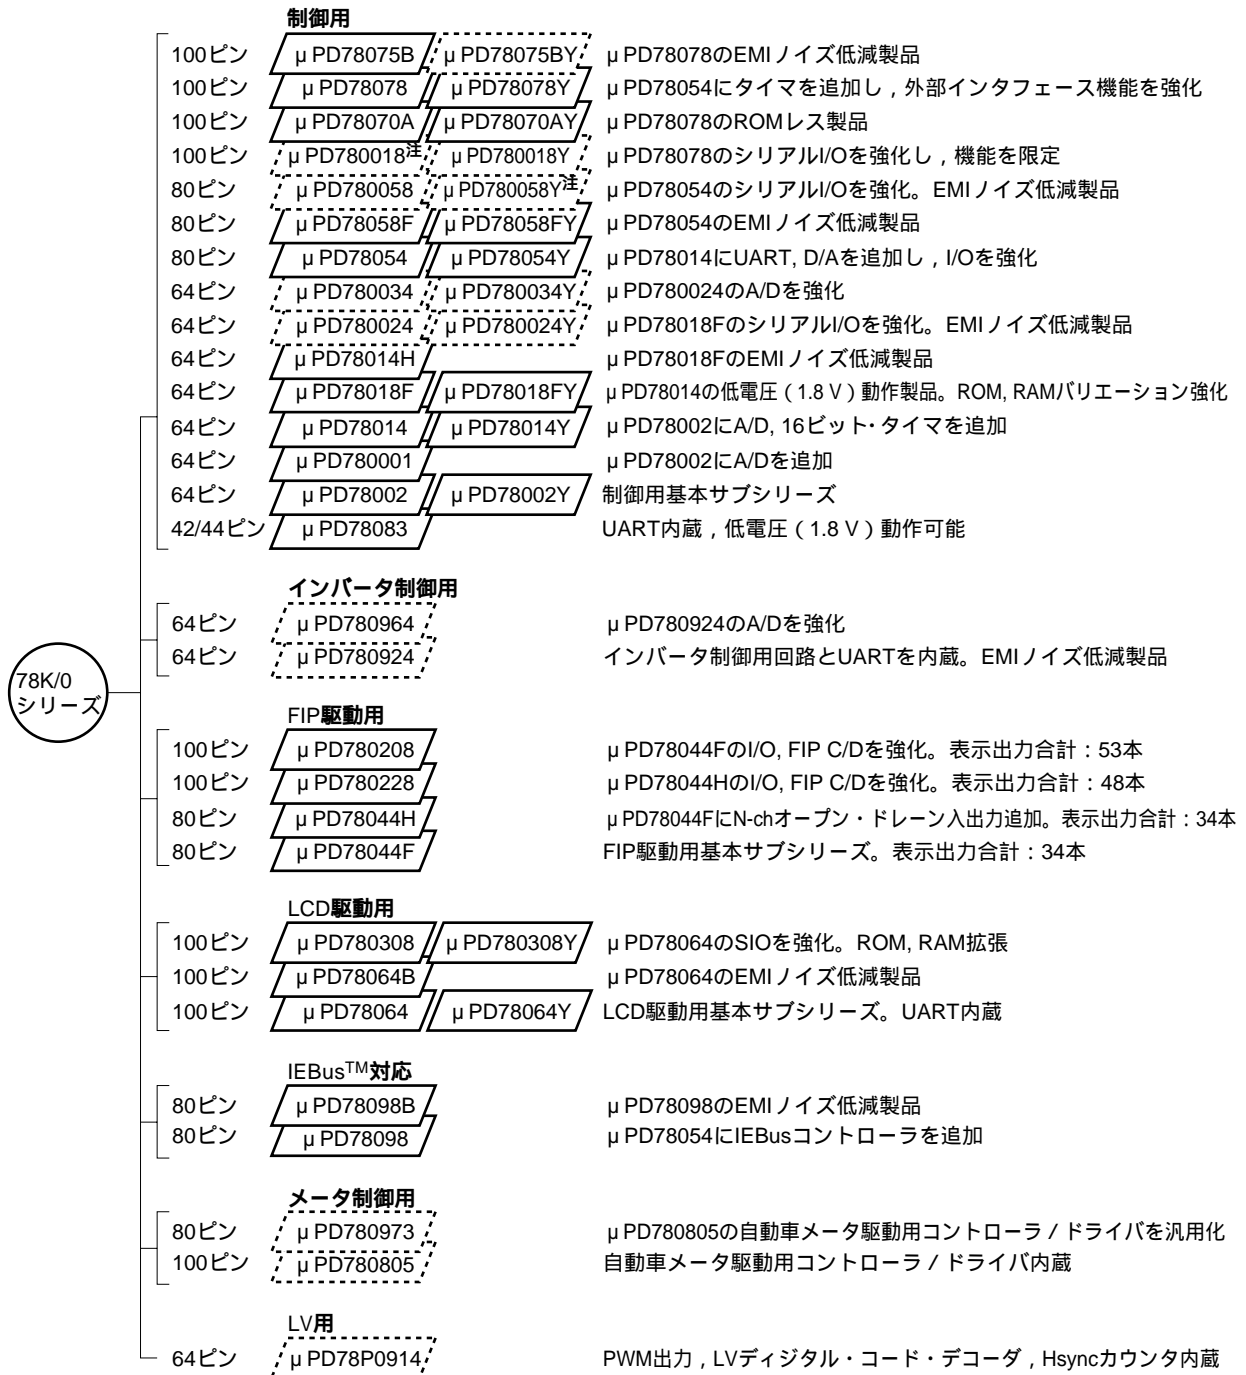 制御用
100ピン μPD78075B μPD78075BY μPD78078のEMIノイズ低減製品
100ピン μPD78078 μPD78078Y μPD78054にタイマを追加し，外部インタフェース機能を強化
100ピン μPD78070A μPD78070AY μPD78078のROMレス製品
100ピン μPD780018注 μPD780018Y μPD78078のシリアルI/Oを強化し，機能を限定
80ピン μPD780058 μPD780058Y注 μPD78054のシリアルI/Oを強化。EMIノイズ低減製品
80ピン μPD78058F μPD78058FY μPD78054のEMIノイズ低減製品
80ピン μPD78054 μPD78054Y μPD78014にUART, D/Aを追加し，I/Oを強化
64ピン μPD780034 μPD780034Y μPD780024のA/Dを強化
64ピン μPD780024 μPD780024Y μPD78018FのシリアルI/Oを強化。EMIノイズ低減製品
64ピン μPD78014H μPD78018FのEMIノイズ低減製品
64ピン μPD78018F μPD78018FY μPD78014の低電圧（1.8 V）動作製品。ROM, RAMバリエーション強化
64ピン μPD78014 μPD78014Y μPD78002にA/D, 16ビット･タイマを追加
64ピン μPD780001 μPD78002にA/Dを追加
64ピン μPD78002 μPD78002Y 制御用基本サブシリーズ
42/44ピン μPD78083 UART内蔵，低電圧（1.8 V）動作可能
インバータ制御用
64ピン μPD780964 μPD780924のA/Dを強化
64ピン μPD780924 インバータ制御用回路とUARTを内蔵。EMIノイズ低減製品
78K/0
シリーズ
FIP駆動用
100ピン μPD780208 μPD78044FのI/O, FIP C/Dを強化。表示出力合計：53本
100ピン μPD780228 μPD78044HのI/O, FIP C/Dを強化。表示出力合計：48本
80ピン μPD78044H μPD78044FにN-chオープン・ドレーン入出力追加。表示出力合計：34本
80ピン μPD78044F FIP駆動用基本サブシリーズ。表示出力合計：34本
LCD駆動用
100ピン μPD780308 μPD780308Y μPD78064のSIOを強化。ROM, RAM拡張
100ピン μPD78064B μPD78064のEMIノイズ低減製品
100ピン μPD78064 μPD78064Y LCD駆動用基本サブシリーズ。UART内蔵
IEBusTM対応
80ピン μPD78098B μPD78098のEMIノイズ低減製品
80ピン μPD78098 μPD78054にIEBusコントローラを追加
メータ制御用
80ピン μPD780973 μPD780805の自動車メータ駆動用コントローラ／ドライバを汎用化
100ピン μPD780805 自動車メータ駆動用コントローラ／ドライバ内蔵
LV用
64ピン μPD78P0914 PWM出力，LVディジタル・コード・デコーダ，Hsyncカウンタ内蔵